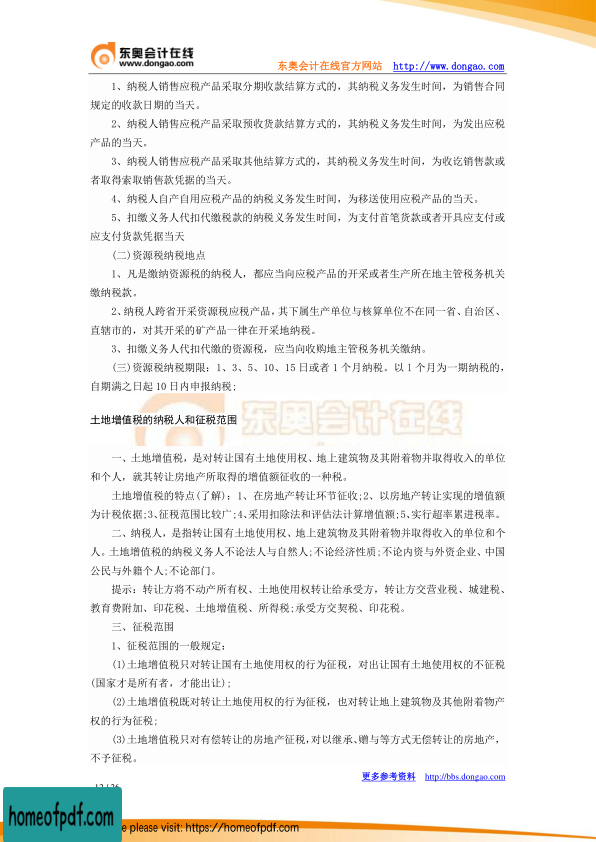 东奥会计在线
www.dongao.com
东奥会计在线官方网站 http://www.dongao.com
1、纳税人销售应税产品采取分期收款结算方式的，其纳税义务发生时间，为销售合同
规定的收款日期的当天。
2、纳税人销售应税产品采取预收货款结算方式的，其纳税义务发生时间，为发出应税
产品的当天。
3、纳税人销售应税产品采取其他结算方式的，其纳税义务发生时间，为收讫销售款或
者取得索取销售款凭据的当天。
4、纳税人自产自用应税产品的纳税义务发生时间，为移送使用应税产品的当天。
5、扣缴义务人代扣代缴税款的纳税义务发生时间，为支付首笔货款或者开具应支付或
应支付货款凭据当天
(二)资源税纳税地点
1、凡是缴纳资源税的纳税人，都应当向应税产品的开采或者生产所在地主管税务机关
缴纳税款。
2、纳税人跨省开采资源税应税产品，其下属生产单位与核算单位不在同一省、自治区、
直辖市的，对其开采的矿产品一律在开采地纳税。
3、扣缴义务人代扣代缴的资源税，应当向收购地主管税务机关缴纳。
(三)资源税纳税期限：1、3、5、10、15日或者1个月纳税。以1个月为一期纳税的，
自期满之日起10日内申报纳税;
东奥会计在线
土地增值税的纳税人和征税范围
一、土地增值税，是对转让国有土地使用权、地上建筑物及其附着物并取得收入的单位
和个人，就其转让房地产所取得的增值额征收的一种税。
土地增值税的特点(了解)：1、在房地产转让环节征收;2、以房地产转让实现的增值额
为计税依据;3、征税范围比较广;4、采用扣除法和评估法计算增值额;5、实行超率累进税率。
二、纳税人，是指转让国有土地使用权、地上建筑物及其附着物并取得收入的单位和个
人。土地增值税的纳税义务人不论法人与自然人;不论经济性质;不论内资与外资企业、中国
公民与外籍个人;不论部门。
提示：转让方将不动产所有权、土地使用权转让给承受方，转让方交营业税、城建税、
教育费附加、印花税、土地增值税、所得税;承受方交契税、印花税。
三、征税范围
1、征税范围的一般规定：
(1)土地增值税只对转让国有土地使用权的行为征税，对出让国有土地使用权的不征税
(国家才是所有者，才能出让);
(2)土地增值税既对转让土地使用权的行为征税，也对转让地上建筑物及其他附着物产
权的行为征税;
(3)土地增值税只对有偿转让的房地产征税，对以继承、赠与等方式无偿转让的房地产，
不予征税。
更多参考资料 http://bbs.dongao.com
homeofpdf.com
e please visit: https://homeofpdf.com